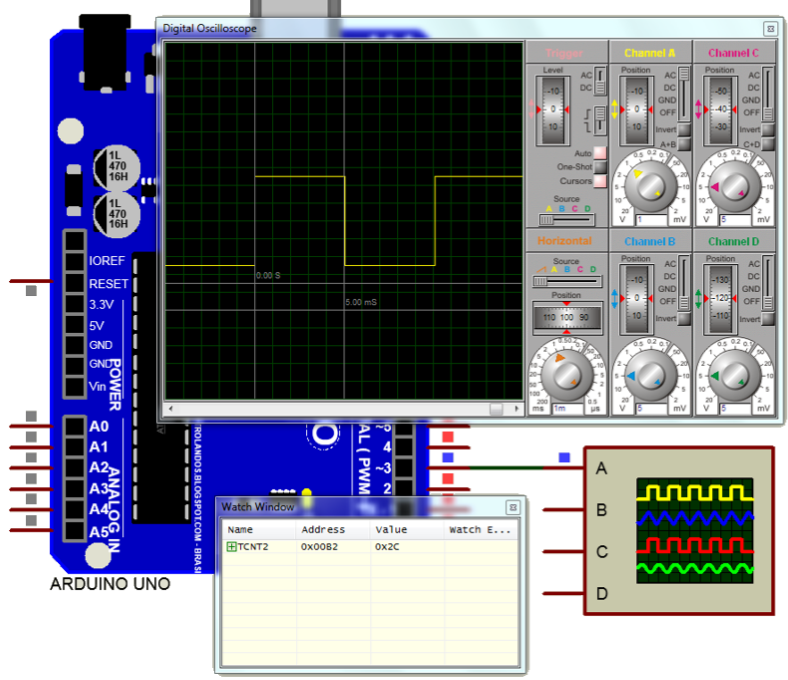 Digital Oscilloscope
Trigger
Level
AC
DC
-10
0
10
Auto
One-Shot
Cursors
Source
A B C D
Channel A
Position
AC
DC
GND
OFF
Invert
A+B
-10
0
10
V 1 mV
Channel C
Position
AC
DC
GND
OFF
Invert
C+D
-50
-40
-30
V 5 mV
Horizontal
Source
A B C D
Position
110 100 90
ms 1m µs
Channel B
Position
AC
DC
GND
OFF
Invert
-10
0
10
V 5 mV
Channel D
Position
AC
DC
GND
OFF
Invert
-130
-120
-110
V 5 mV
0.00 S
5.00 mS
1L
470
16H
1L
470
16H
IOREF
RESET
3.3V
5V
GND
GND
Vin
POWER
A0
A1
A2
A3
A4
A5
ANALOG IN
ROLANDOS.BLOGSPOT.COM - BRASI
AL ( PWM
~5
4
~3
2
ARDUINO UNO
Watch Window
Name Address Value Watch E...
TCNT2 0x00B2 0x2C
A
B
C
D